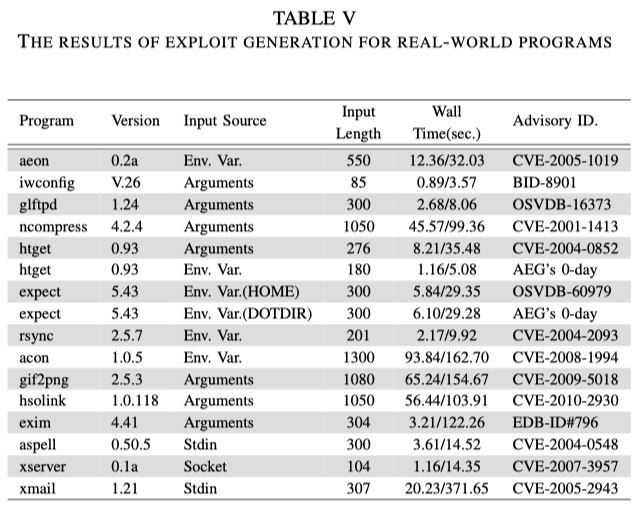 TABLE V
THE RESULTS OF EXPLOIT GENERATION FOR REAL-WORLD PROGRAMS
Program Version Input Source Input Length Wall Time(sec.) Advisory ID.
aeon 0.2a Env. Var. 550 12.36/32.03 CVE-2005-1019
iwconfig V.26 Arguments 85 0.89/3.57 BID-8901
glftpd 1.24 Arguments 300 2.68/8.06 OSVDB-16373
ncompress 4.2.4 Arguments 1050 45.57/99.36 CVE-2001-1413
htget 0.93 Arguments 276 8.21/35.48 CVE-2004-0852
htget 0.93 Env. Var. 180 1.16/5.08 AEG's 0-day
expect 5.43 Env. Var.(HOME) 300 5.84/29.35 OSVDB-60979
expect 5.43 Env. Var.(DOTDIR) 300 6.10/29.28 AEG's 0-day
rsync 2.5.7 Env. Var. 201 2.17/9.92 CVE-2004-2093
acon 1.0.5 Env. Var. 1300 93.84/162.70 CVE-2008-1994
gif2png 2.5.3 Arguments 1080 65.24/154.67 CVE-2009-5018
hsolink 1.0.118 Arguments 1050 56.44/103.91 CVE-2010-2930
exim 4.41 Arguments 304 3.21/122.26 EDB-ID#796
aspell 0.50.5 Stdin 300 3.61/14.52 CVE-2004-0548
xserver 0.1a Socket 104 1.16/14.35 CVE-2007-3957
xmail 1.21 Stdin 307 20.23/371.65 CVE-2005-2943